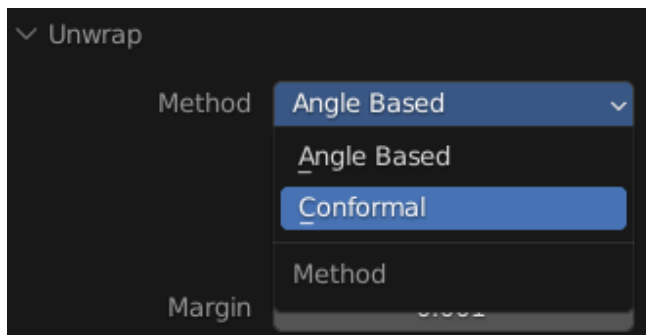 Unwrap
Method Angle Based
Angle Based
Conformal
Method
Margin